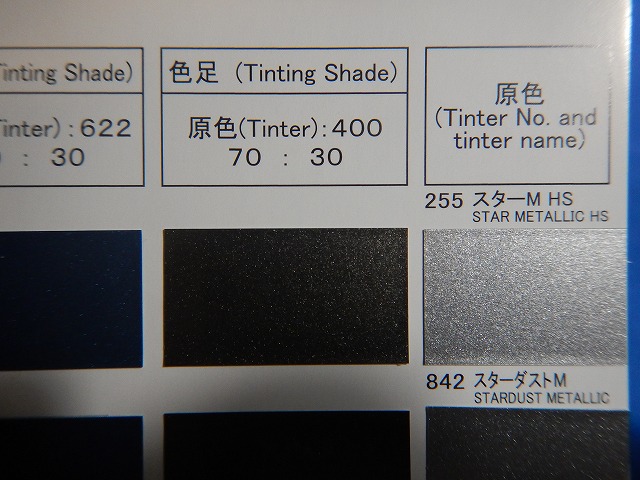 Tinting Shade)
色足 (Tinting Shade)
原色
(Tinter No. and
tinter name)
Tinter):622
: 30
原色(Tinter):400
70 : 30
255 スターM HS
STAR METALLIC HS
842 スターダストM
STARDUST METALLIC